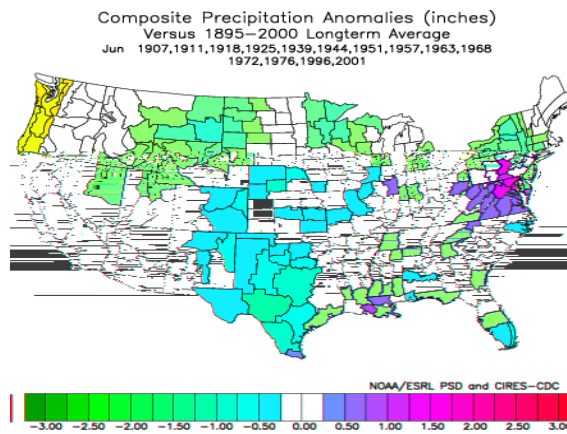 Composite Precipitation Anomalies (inches)
Versus 1895-2000 Longterm Average
Jun 1907,1911,1918,1925,1939,1944,1951,1957,1963,1968
1972,1976,1996,2001
NOAA/ESRL PSD and CIRES-CDC
-3.00 -2.50 -2.00 -1.50 -1.00 -0.50 0.00 0.50 1.00 1.50 2.00 2.50 3.00